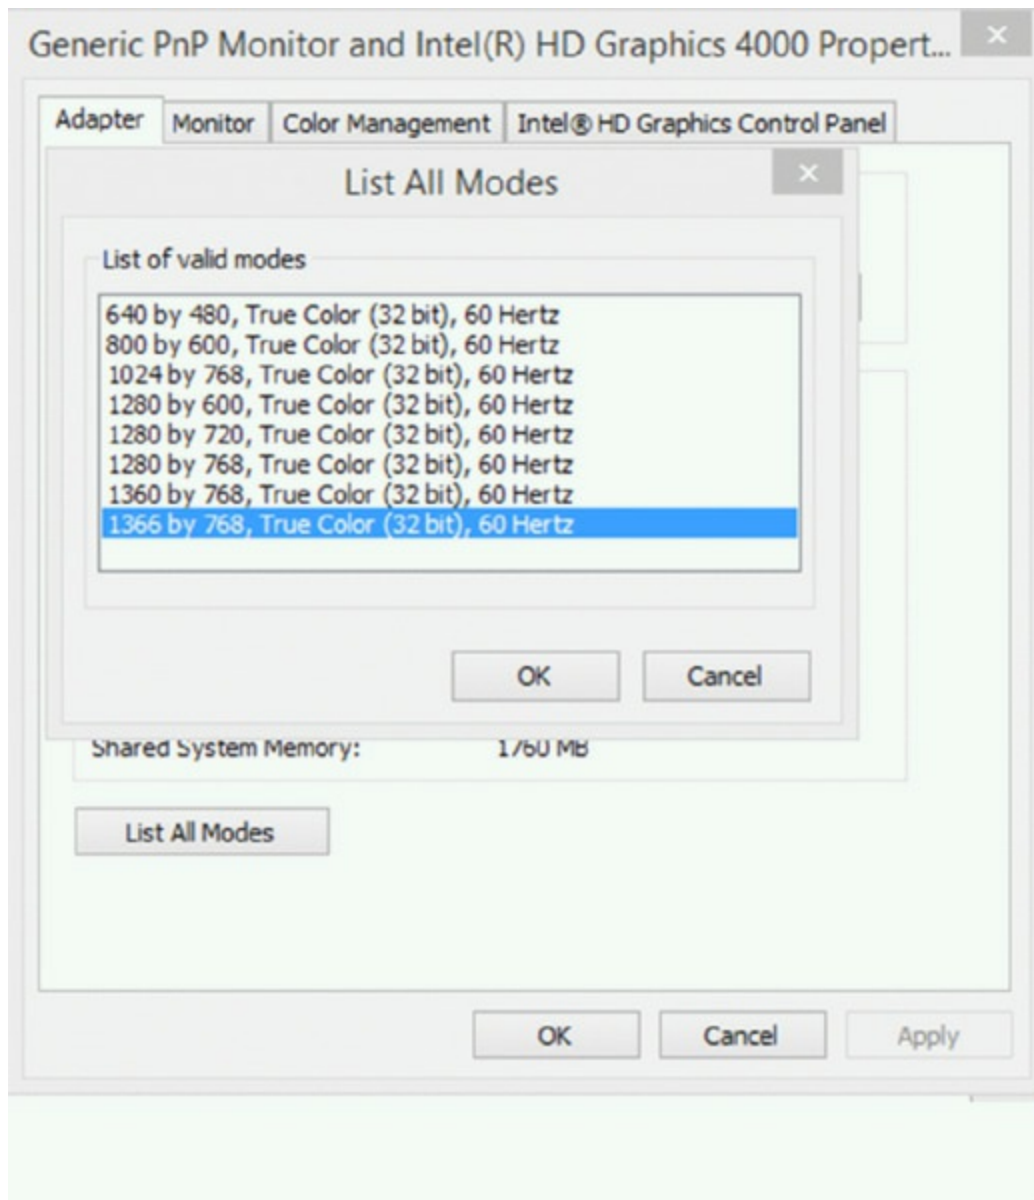 Generic PnP Monitor and Intel(R) HD Graphics 4000 Propert...
Adapter
Monitor
Color Management
Intel® HD Graphics Control Panel
List All Modes
List of valid modes
640 by 480, True Color (32 bit), 60 Hertz
800 by 600, True Color (32 bit), 60 Hertz
1024 by 768, True Color (32 bit), 60 Hertz
1280 by 600, True Color (32 bit), 60 Hertz
1280 by 720, True Color (32 bit), 60 Hertz
1280 by 768, True Color (32 bit), 60 Hertz
1360 by 768, True Color (32 bit), 60 Hertz
1366 by 768, True Color (32 bit), 60 Hertz
OK
Cancel
Shared System Memory: 1760 MB
List All Modes
OK
Cancel
Apply